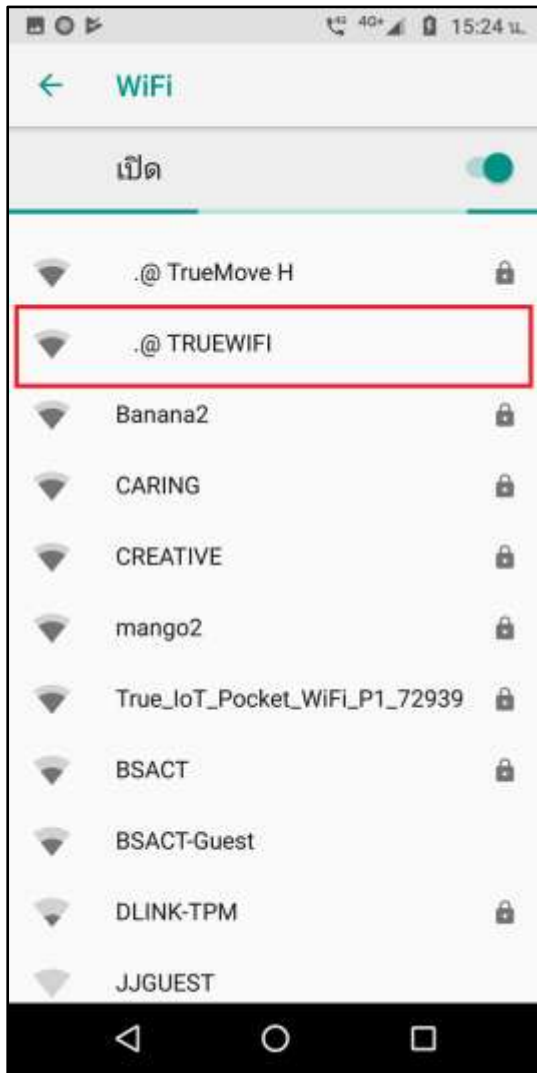 4G+ 15:24 น.
WiFi
เปิด
.@ TrueMove H
.@ TRUEWIFI
Banana2
CARING
CREATIVE
mango2
True_IoT_Pocket_WiFi_P1_72939
BSACT
BSACT-Guest
DLINK-TPM
JJGUEST